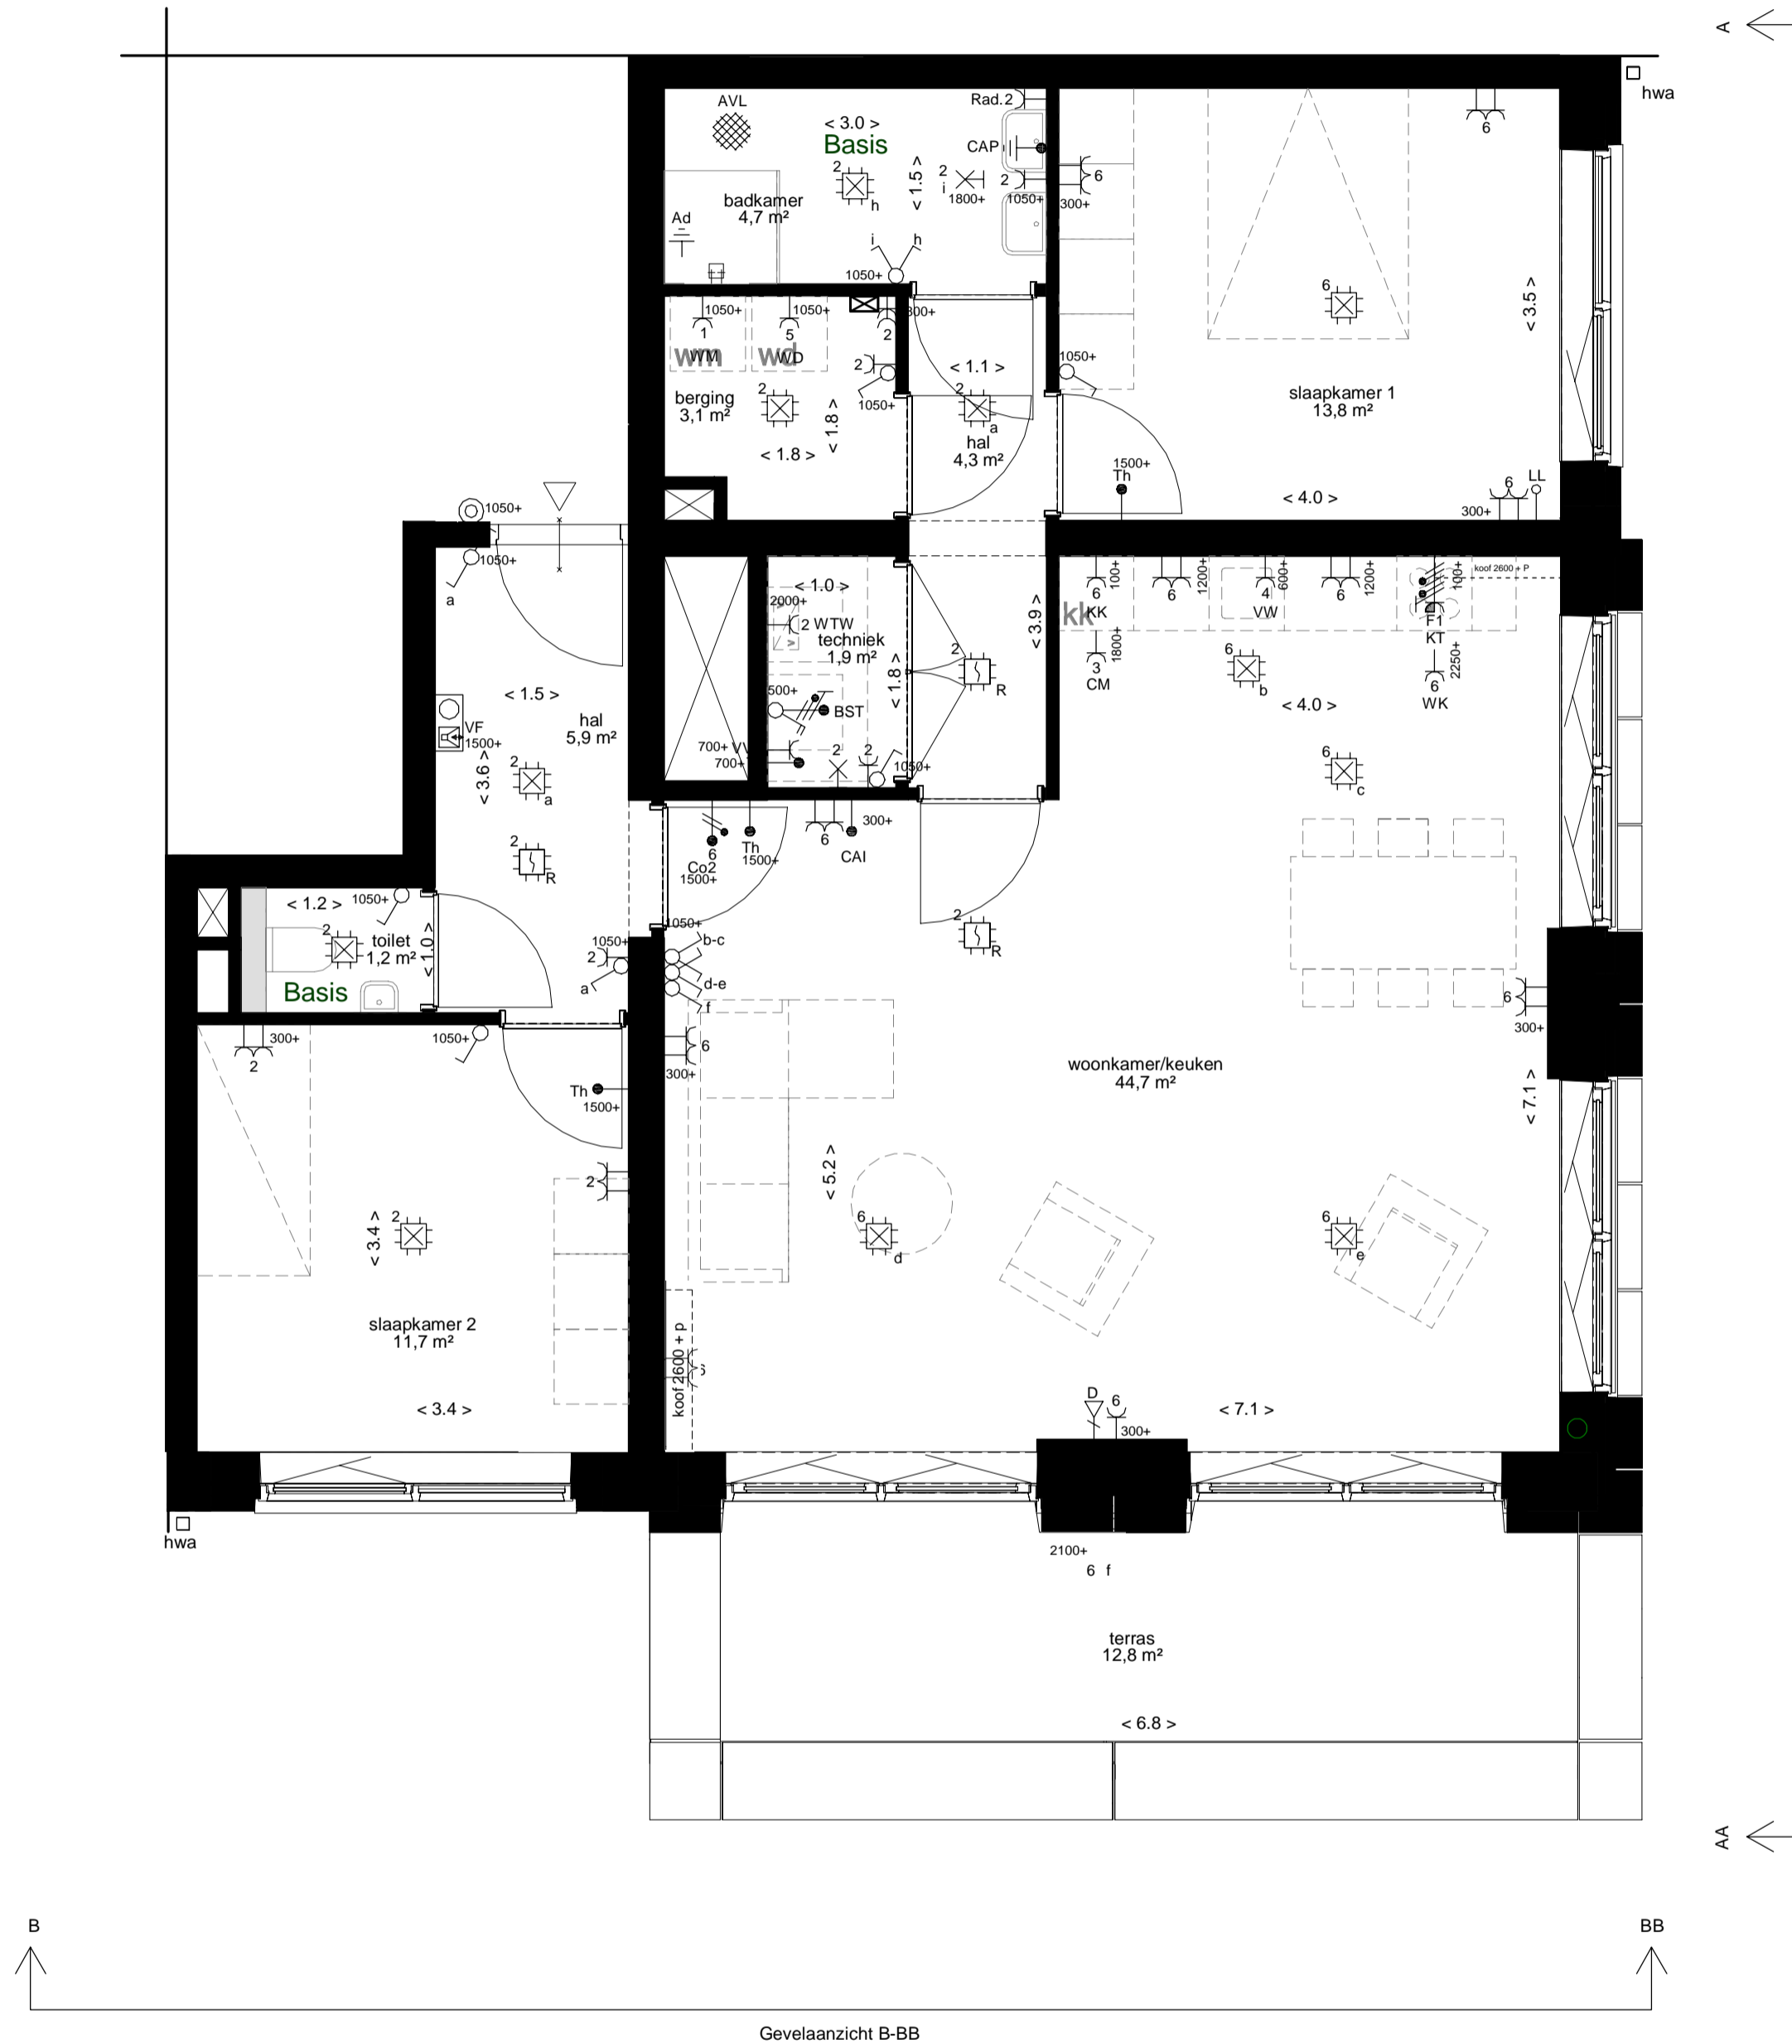 A
hwa
AVL
< 3.0 >
Basis
Rad.2
CAP
6
2
h
< 1.5 >
2
i
1800+
2
1050+
6
300+
badkamer
4,7 m²
Ad
i
h
1050+
6
< 3.5 >
1050+
1
WM
wm
1050+
5
WD
wd
2
300+
2
1050+
berging
3,1 m²
2
< 1.8 >
< 1.8 >
< 1.1 >
2
a
hal
4,3 m²
1050+
slaapkamer 1
13,8 m²
1500+
Th
< 4.0 >
6
LL
300+
1050+
1050+
a
< 1.0 >
2000+
2 WTW
techniek
1,9 m²
< 1.8 >
500+
BST
700+
700+
2
2
1050+
< 3.9 >
2
R
kk
6
KK
100+
3
CM
1800+
6
1200+
4
VW
600+
6
1200+
F1
KT
100+
koof 2600 + P
6
WK
2250+
6
b
< 4.0 >
6
c
< 1.5 >
hal
5,9 m²
VF
1500+
< 3.6 >
2
a
2
R
6
Co2
1500+
Th
1500+
6
300+
CAI
2
R
< 1.2 >
1050+
2
toilet
1,2 m²
< 1.0 >
Basis
1050+
2
a
1050+
b-c
d-e
f
6
300+
6
300+
woonkamer/keuken
44,7 m²
< 7.1 >
300+
2
1050+
Th
1500+
2
< 3.4 >
2
slaapkamer 2
11,7 m²
< 3.4 >
< 5.2 >
6
d
6
e
koof 2600 + p
D
6
300+
< 7.1 >
hwa
2100+
6 f
terras
12,8 m²
< 6.8 >
AA
B
BB
Gevelaanzicht B-BB